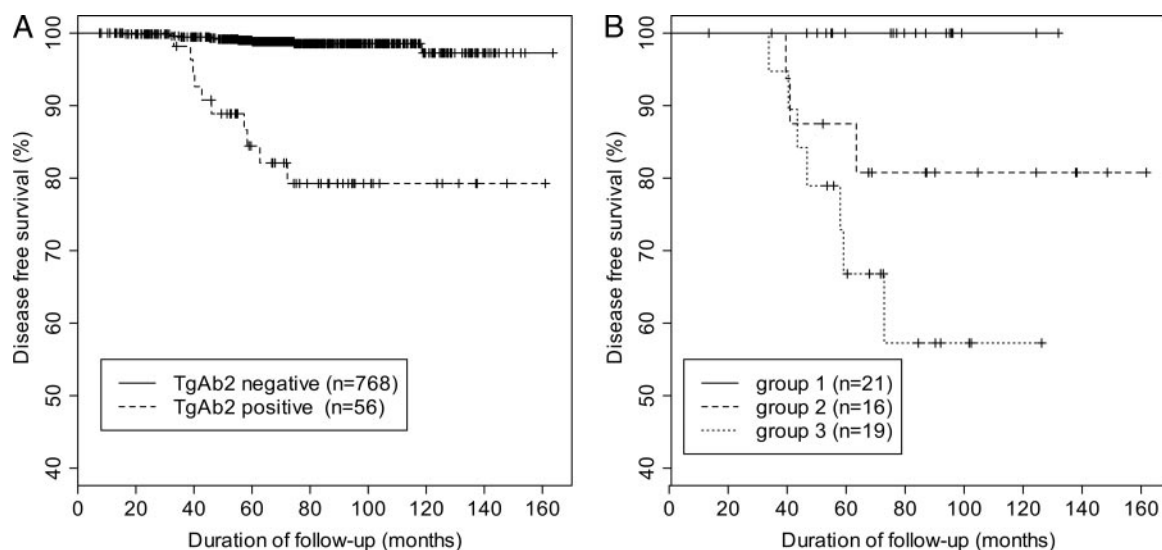 A
Disease free survival (%)
100
90
80
70
60
50
40
TgAb2 negative (n=768)
TgAb2 positive (n=56)
0 20 40 60 80 100 120 140 160
Duration of follow-up (months)
B
Disease free survival (%)
100
90
80
70
60
50
40
group 1 (n=21)
group 2 (n=16)
group 3 (n=19)
0 20 40 60 80 100 120 140 160
Duration of follow-up (months)